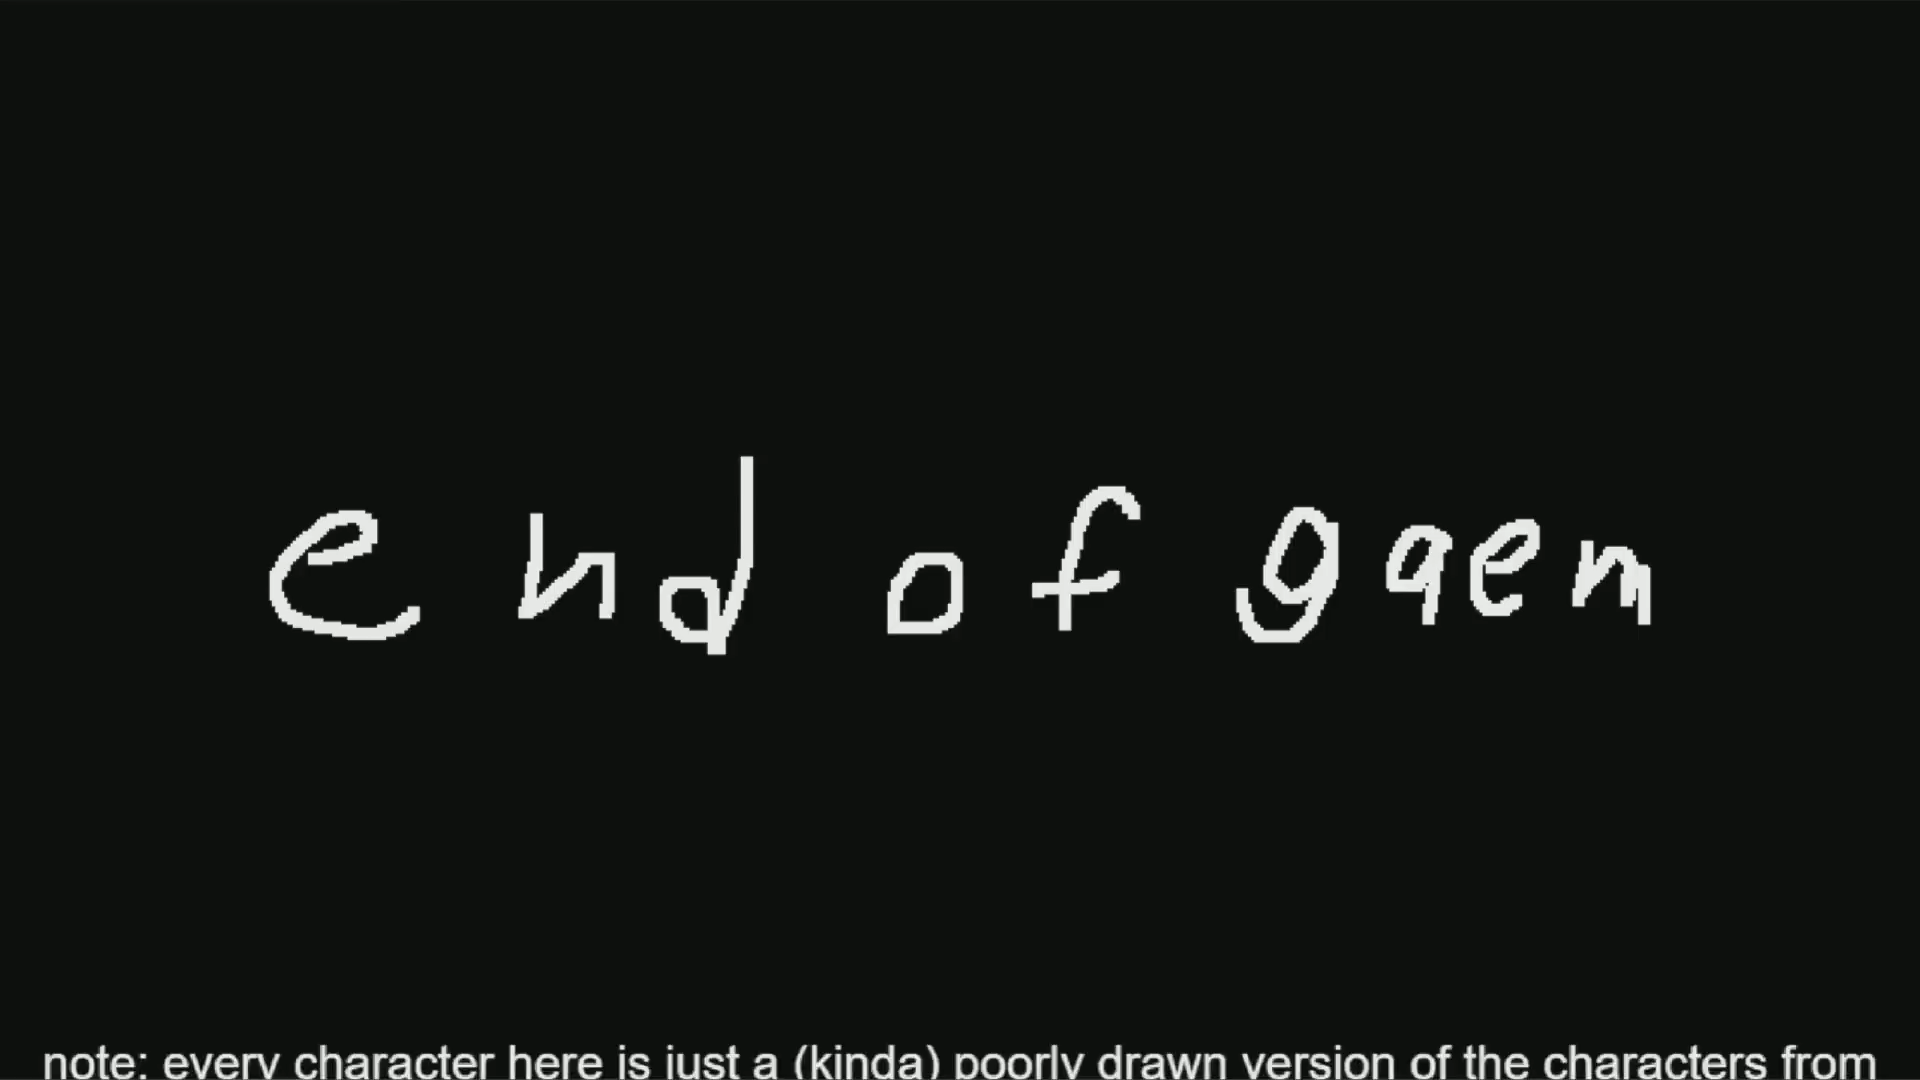 end of gaem
note: every character here is just a (kinda) poorly drawn version of the characters from